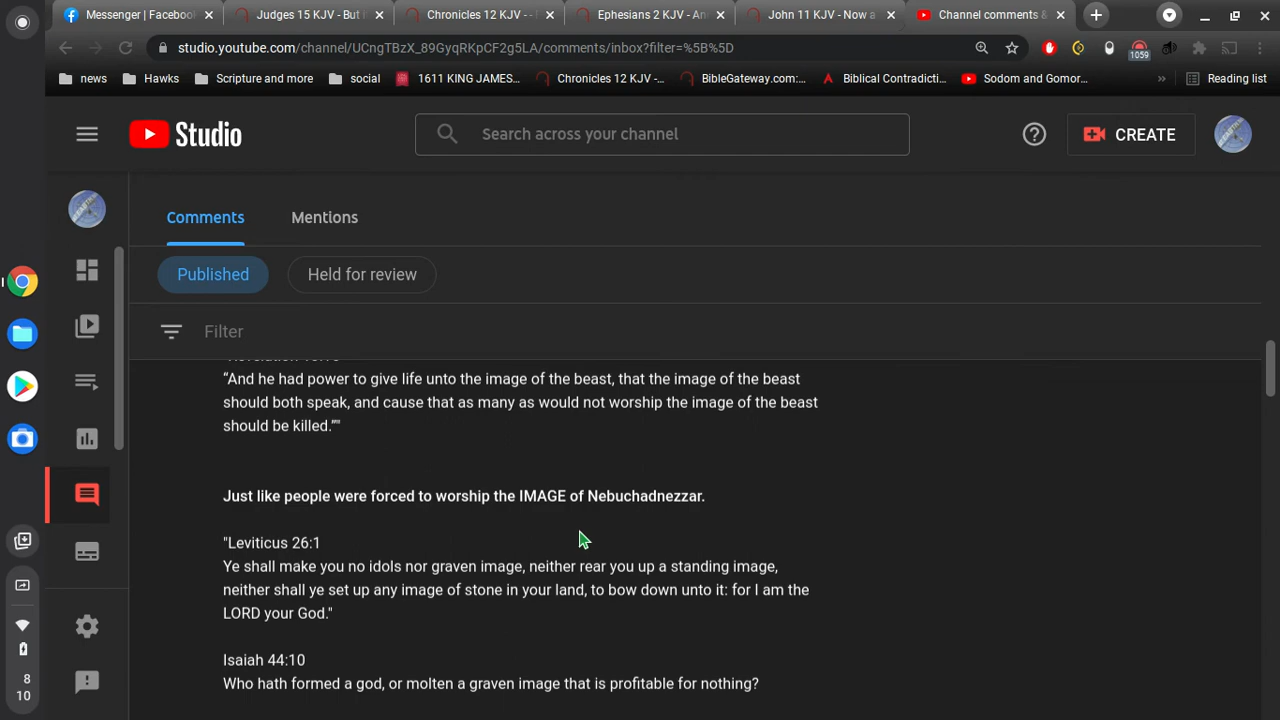 Messenger | Facebook
Judges 15 KJV - But i
Chronicles 12 KJV - - 
Ephesians 2 KJV - An
John 11 KJV - Now a
Channel comments &
studio.youtube.com/channel/UCngTBzX_89GyqRKpCF2g5LA/comments/inbox?filter=%5B%5D
1059
news
Hawks
Scripture and more
social
1611 KING JAMES...
Chronicles 12 KJV -...
BibleGateway.com:...
Biblical Contradicti...
Sodom and Gomor...
»
Reading list
Studio
Search across your channel
CREATE
Comments
Mentions
Published
Held for review
Filter
“And he had power to give life unto the image of the beast, that the image of the beast
should both speak, and cause that as many as would not worship the image of the beast
should be killed.”"
Just like people were forced to worship the IMAGE of Nebuchadnezzar.
"Leviticus 26:1
Ye shall make you no idols nor graven image, neither rear you up a standing image,
neither shall ye set up any image of stone in your land, to bow down unto it: for I am the
LORD your God."
Isaiah 44:10
Who hath formed a god, or molten a graven image that is profitable for nothing?
8
10